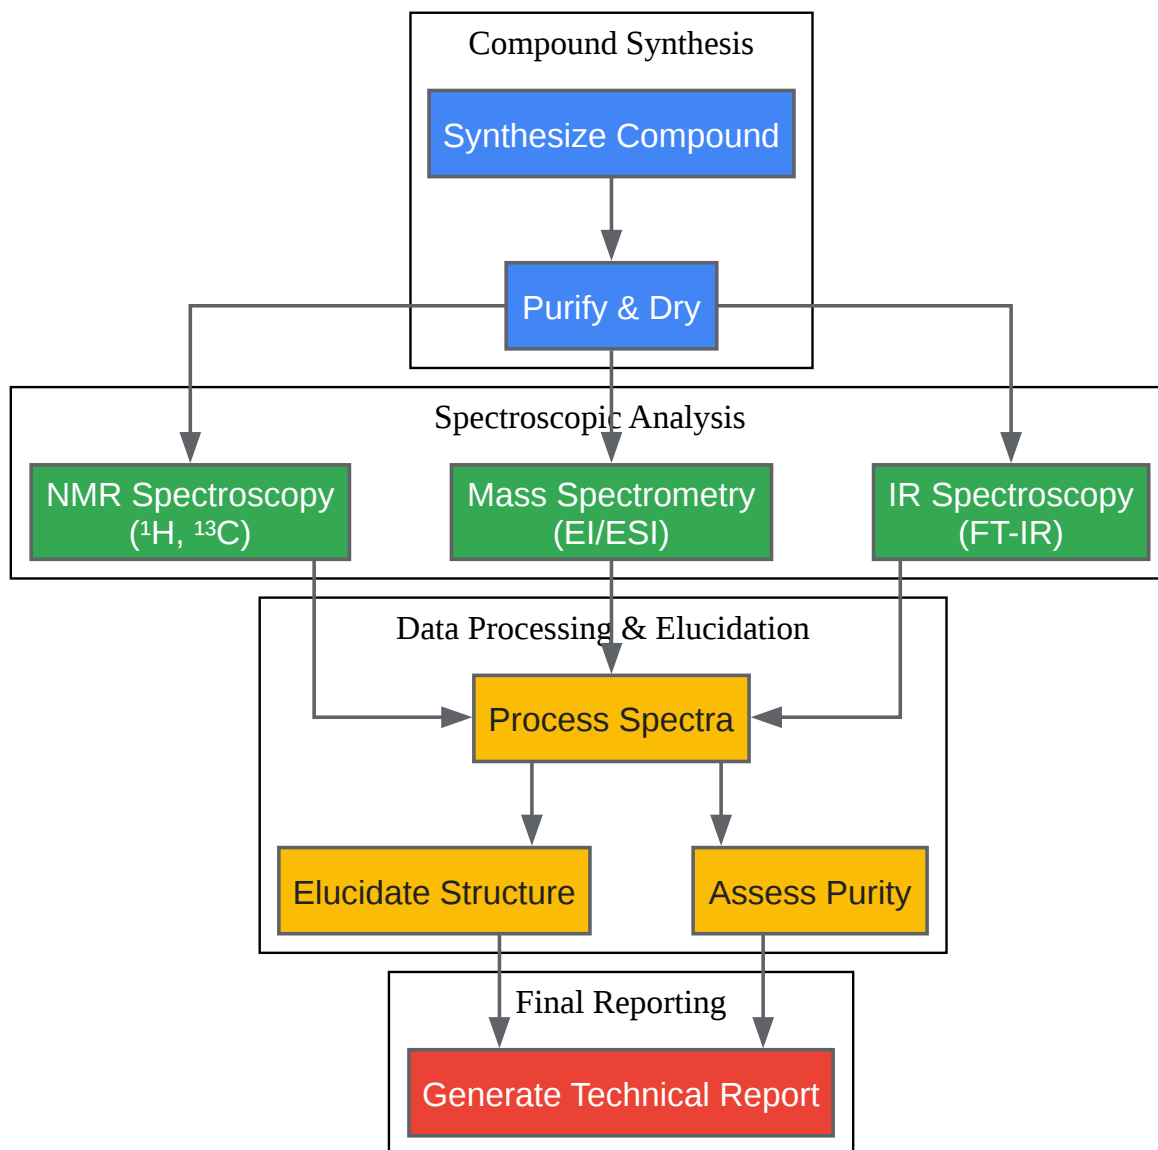 Compound Synthesis
Synthesize Compound
Purify & Dry
Spectroscopic Analysis
NMR Spectroscopy
(¹H, ¹³C)
Mass Spectrometry
(EI/ESI)
IR Spectroscopy
(FT-IR)
Data Processing & Elucidation
Process Spectra
Elucidate Structure
Assess Purity
Final Reporting
Generate Technical Report